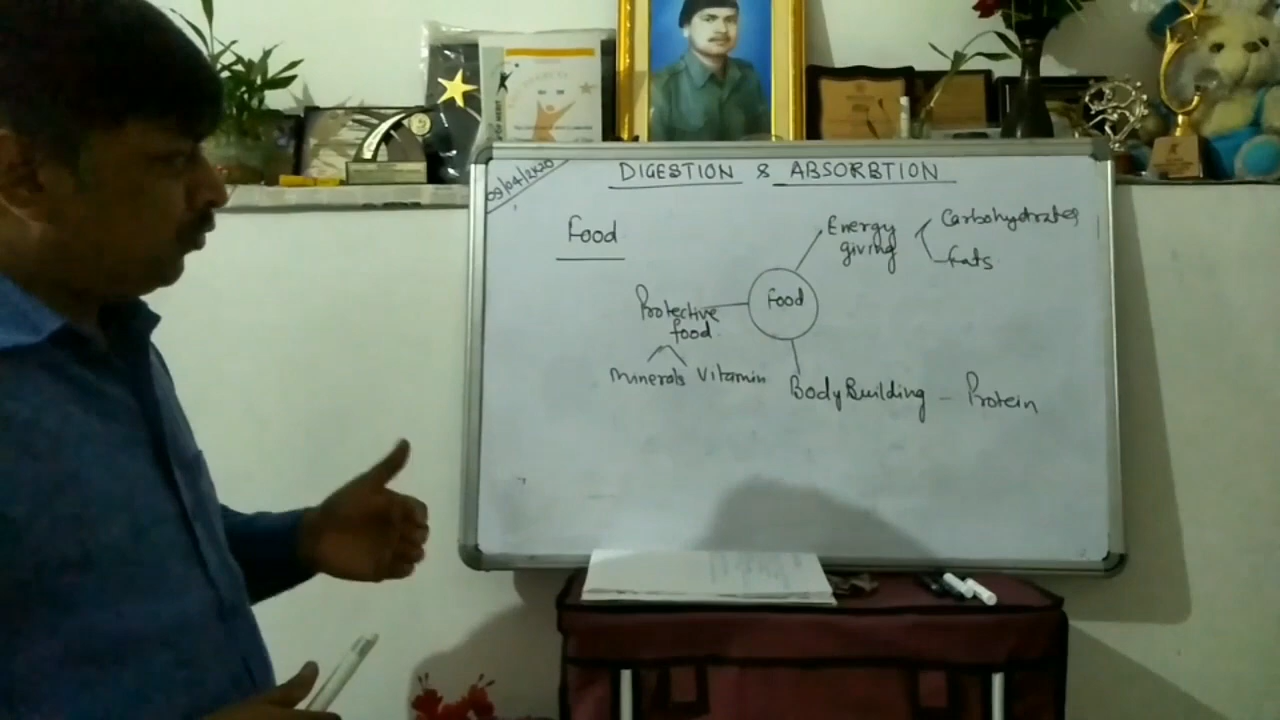 09/04/2020
DIGESTION & ABSORBTION
Food
Energy
giving
Carbohydrates
Fats
Food
Protective
food
Minerals Vitamin
Body Building - Protein